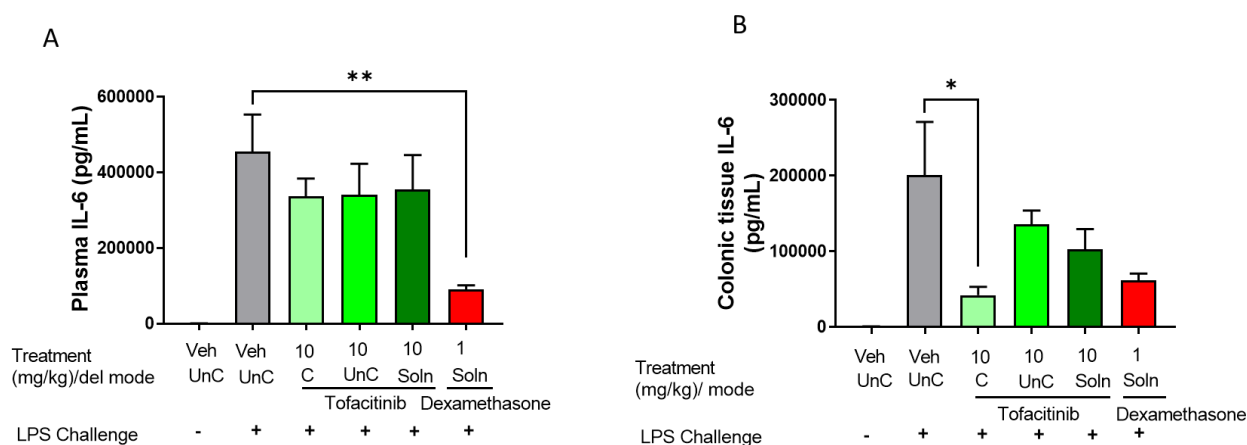 A
**
Plasma IL-6 (pg/mL)
600000
400000
200000
0
Treatment
(mg/kg)/del mode
Veh Veh 10 10 10 1
UnC UnC C UnC Soln Soln
Tofacitinib Dexamethasone
LPS Challenge - + + + + +
B
*
Colonic tissue IL-6
(pg/mL)
300000
200000
100000
0
Treatment
(mg/kg)/ mode
Veh Veh 10 10 10 1
UnC UnC C UnC Soln Soln
Tofacitinib Dexamethasone
LPS Challenge - + + + + +